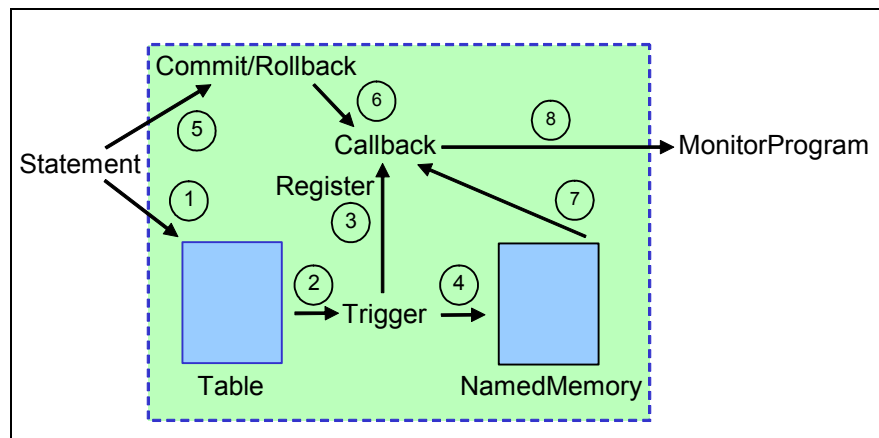 Commit/Rollback
6
8
5
Callback
MonitorProgram
Statement
Register
1
3
7
2
4
Trigger
Table
NamedMemory